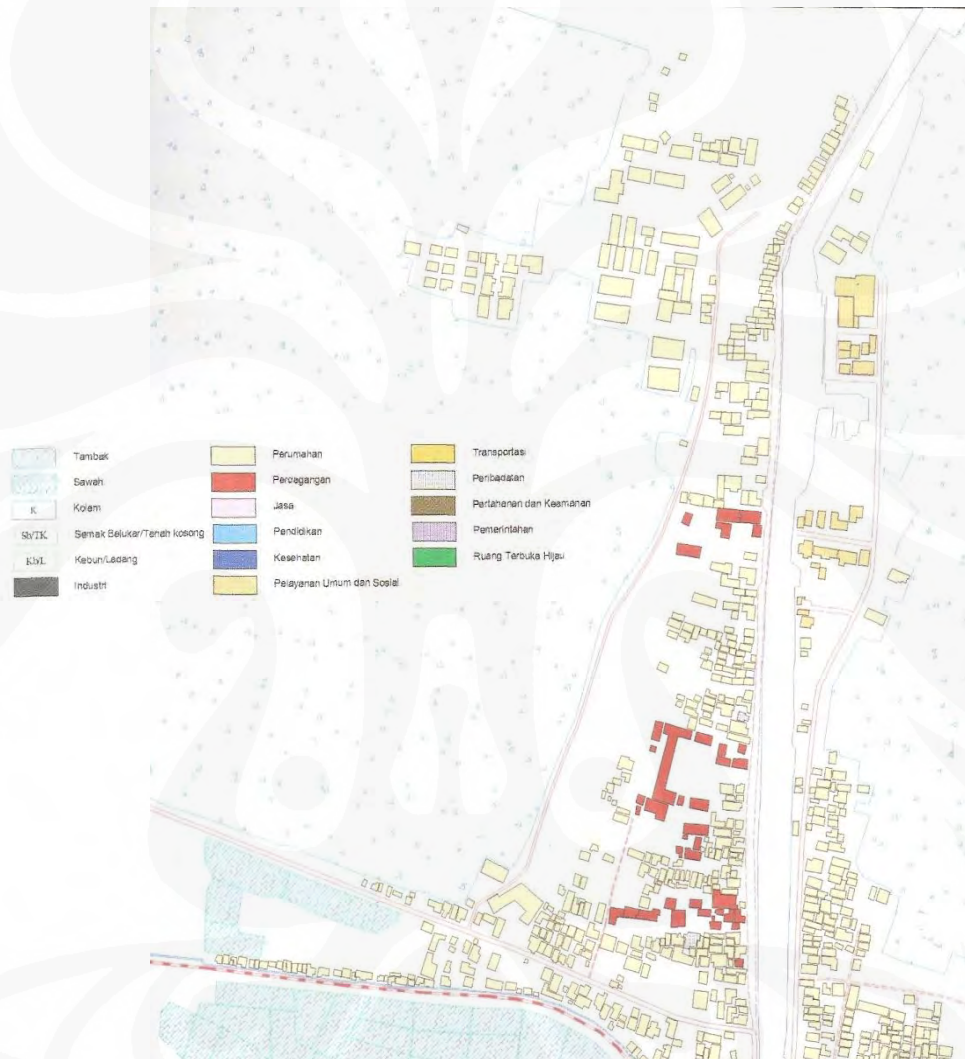 Tambak
Sawah
K Kolam
Sb/TK Semak Belukar/Tanah kosong
Kb/L Kebun/Ladang
Industri
Perumahan
Perdagangan
Jasa
Pendidikan
Kesehatan
Pelayanan Umum dan Sosial
Transportasi
Peribadatan
Pertahanan dan Keamanan
Pemerintahan
Ruang Terbuka Hijau